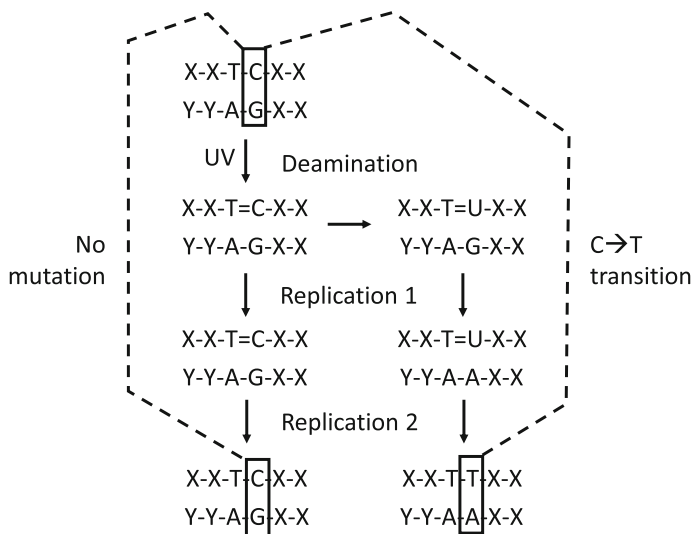 X-X-T-C-X-X
Y-Y-A-G-X-X
UV
Deamination
X-X-T=C-X-X
X-X-T=U-X-X
Y-Y-A-G-X-X
Y-Y-A-G-X-X
No
mutation
C→T
transition
Replication 1
X-X-T=C-X-X
X-X-T=U-X-X
Y-Y-A-G-X-X
Y-Y-A-A-X-X
Replication 2
X-X-T-C-X-X
X-X-T-T-X-X
Y-Y-A-G-X-X
Y-Y-A-A-X-X